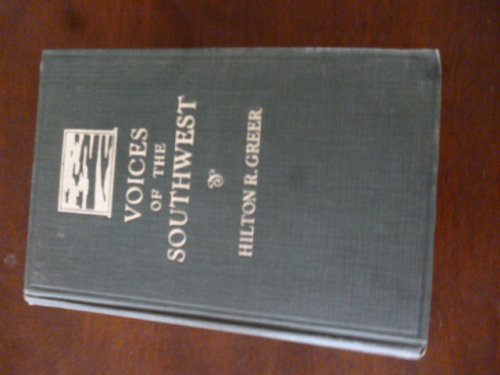 VOICES
OF THE
SOUTHWEST
HILTON R. GREER